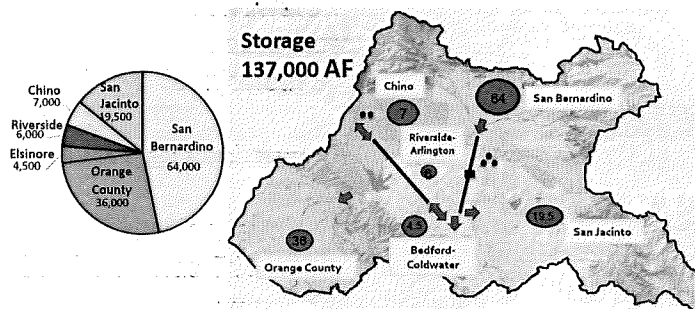 Storage
137,000 AF
San
Jacinto
19,500
Chino
7,000
Riverside
6,000
Elsinore
4,500
Orange
County
36,000
San
Bernardino
64,000
Chino
7
64
San Bernardino
Riverside-
Arlington
6
4.5
19.5
San Jacinto
36
Orange County
Bedford-
Coldwater